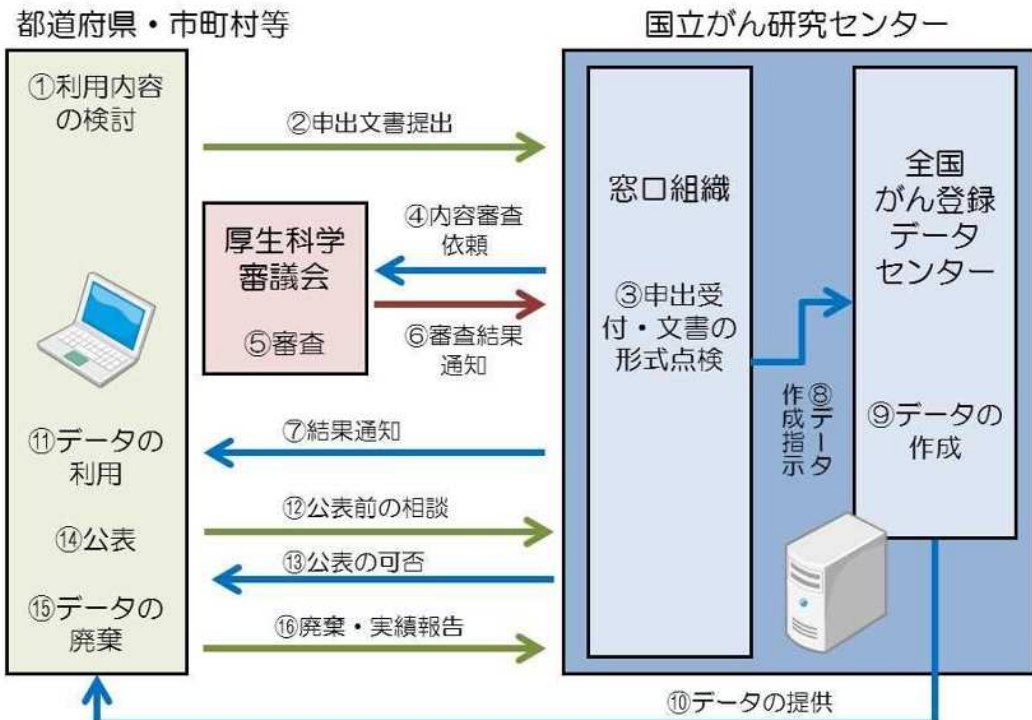 都道府県・市町村等
国立がん研究センター
①利用内容
の検討
②申出文書提出
窓口組織
③申出受
付・文書の
形式点検
④内容審査
依頼
厚生科学
審議会
⑤審査
⑥審査結果
通知
⑦結果通知
⑧データ
作成指示
全国
がん登録
データ
センター
⑨データの
作成
⑩データの提供
⑪データの
利用
⑫公表前の相談
⑬公表の可否
⑭公表
⑮データの
廃棄
⑯廃棄・実績報告